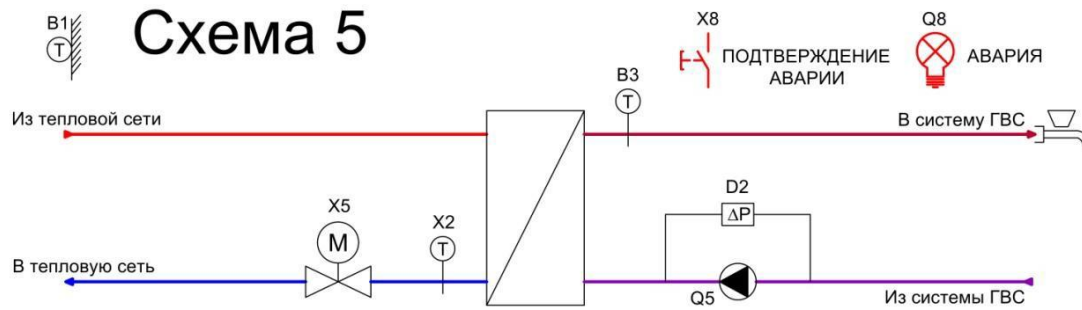 B1
T
Схема 5
X8
ПОДТВЕРЖДЕНИЕ
АВАРИИ
Q8
АВАРИЯ
Из тепловой сети
B3
T
В систему ГВС
D2
ΔP
X5
M
X2
T
В тепловую сеть
Q5
Из системы ГВС